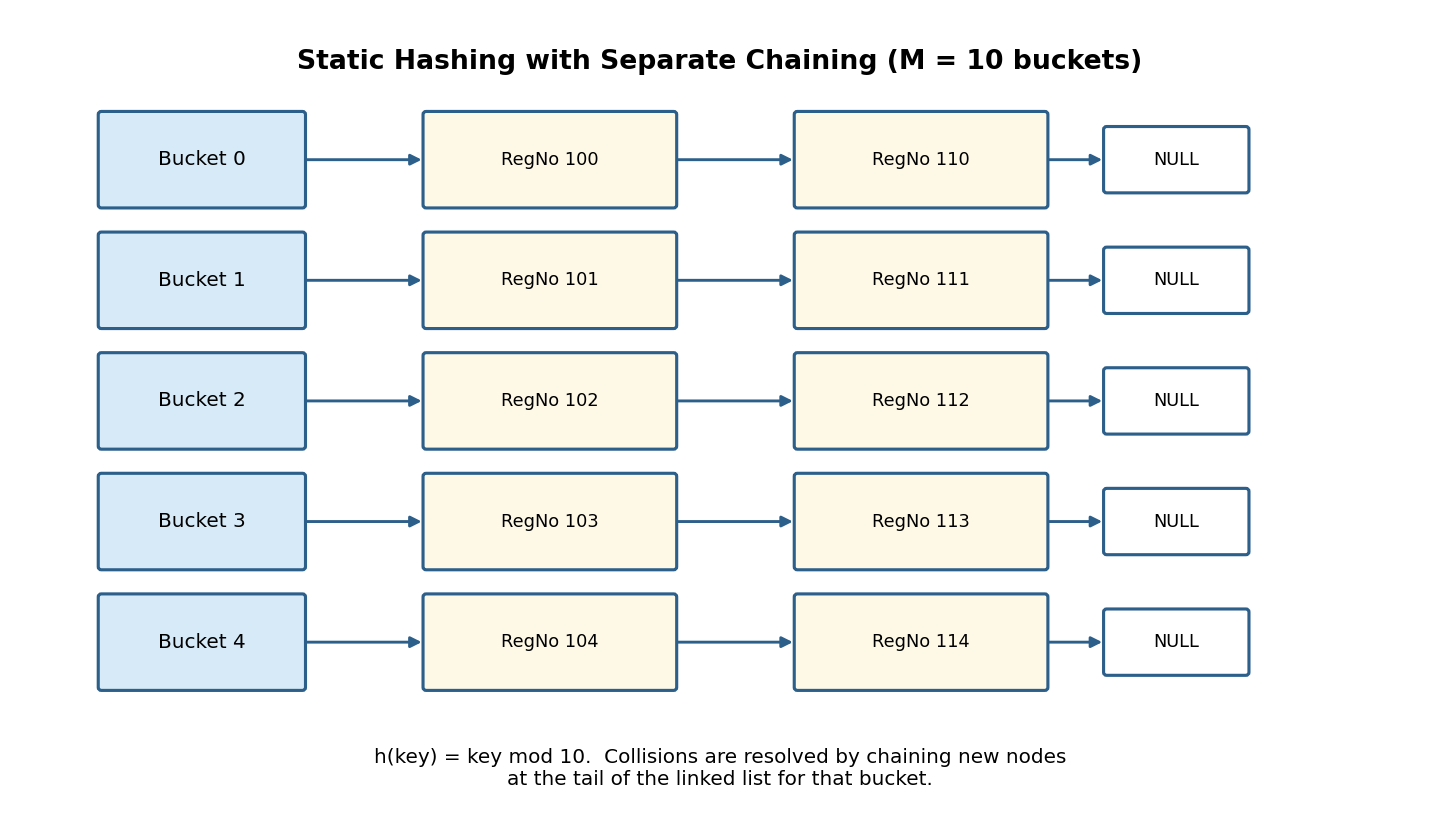 Static Hashing with Separate Chaining (M = 10 buckets)
Bucket 0 RegNo 100 RegNo 110 NULL
Bucket 1 RegNo 101 RegNo 111 NULL
Bucket 2 RegNo 102 RegNo 112 NULL
Bucket 3 RegNo 103 RegNo 113 NULL
Bucket 4 RegNo 104 RegNo 114 NULL
h(key) = key mod 10.  Collisions are resolved by chaining new nodes
at the tail of the linked list for that bucket.